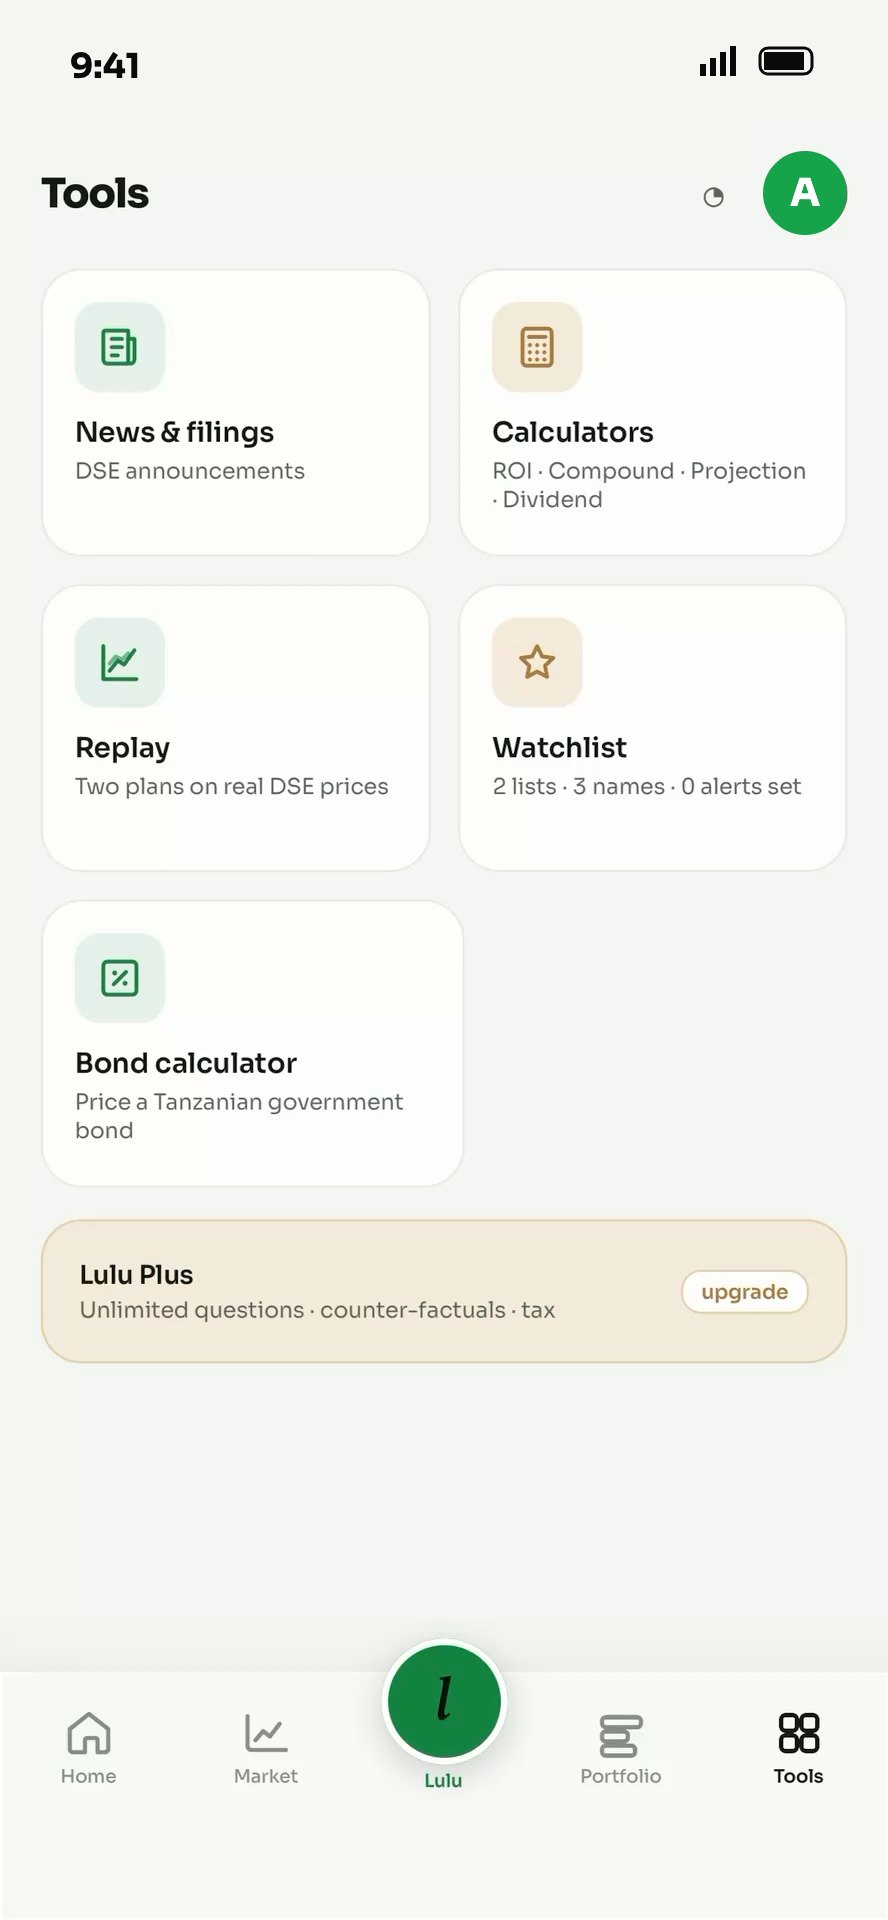 9:41
Tools
A
News & filings
DSE announcements
Calculators
ROI · Compound · Projection
· Dividend
Replay
Two plans on real DSE prices
Watchlist
2 lists · 3 names · 0 alerts set
Bond calculator
Price a Tanzanian government
bond
Lulu Plus
Unlimited questions · counter-factuals · tax
upgrade
l
Home
Market
Lulu
Portfolio
Tools